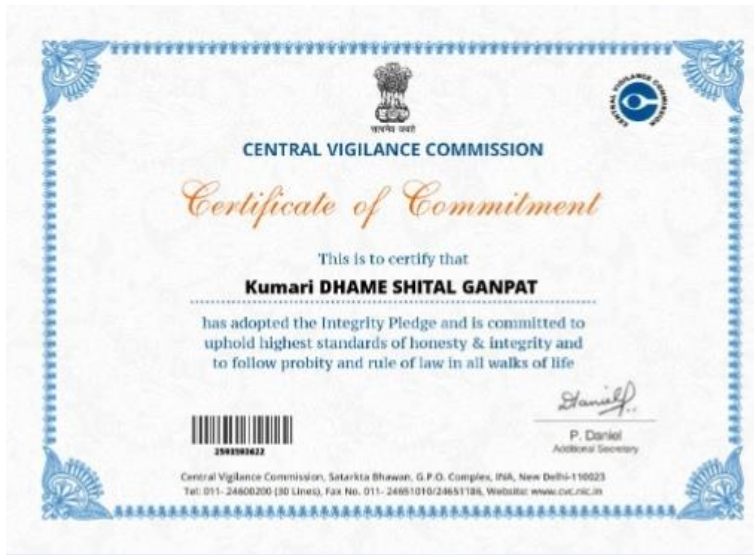 सत्यमेव जयते
CENTRAL VIGILANCE COMMISSION
CENTRAL VIGILANCE COMMISSION
Certificate of Commitment
This is to certify that
Kumari DHAME SHITAL GANPAT
has adopted the Integrity Pledge and is committed to
uphold highest standards of honesty & integrity and
to follow probity and rule of law in all walks of life
P. Daniel
Additional Secretary
Central Vigilance Commission, Satarkta Bhawan, G.P.O. Complex, INA, New Delhi-110023
Tel: 011- 24600200 (30 Lines), Fax No. 011- 24651010/24651186, Website: www.cvc.nic.in